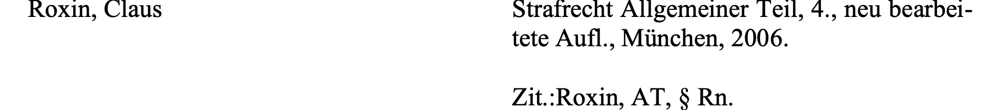 Roxin, Claus Strafrecht Allgemeiner Teil, 4., neu bearbei-
tete Aufl., München, 2006.
Zit.:Roxin, AT, § Rn.